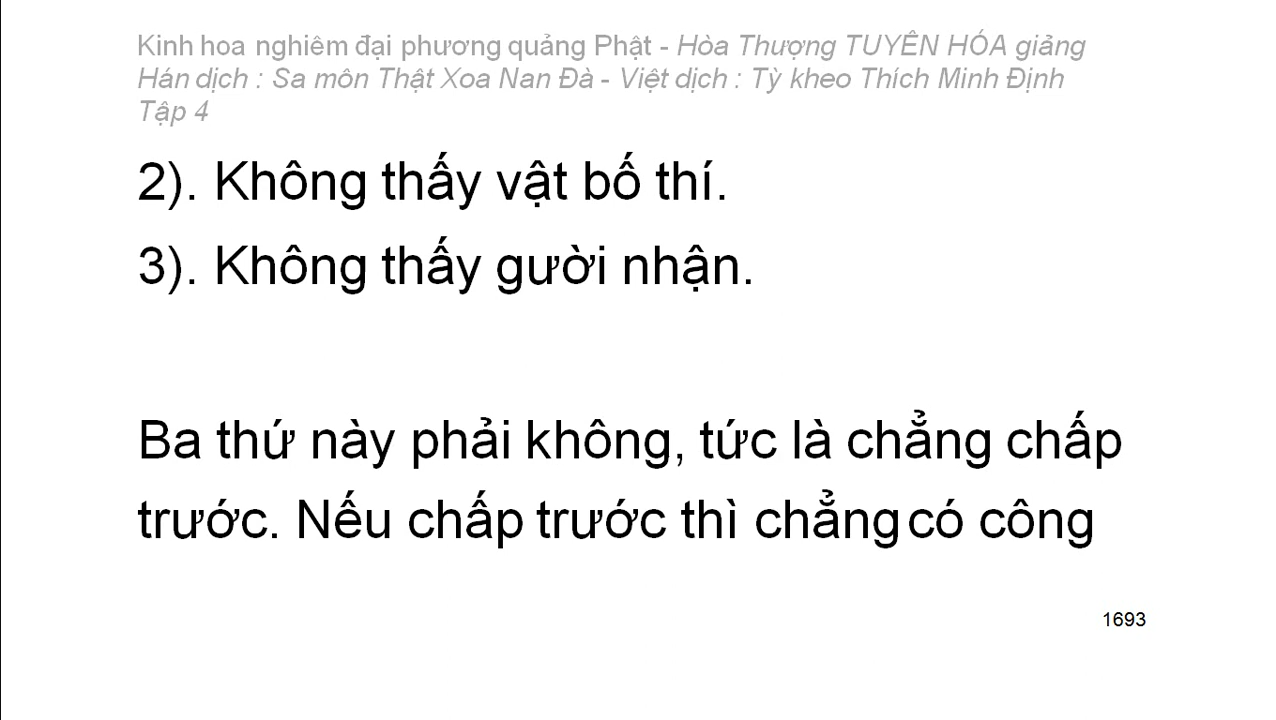 Kinh hoa nghiêm đại phương quảng Phật - Hòa Thượng TUYÊN HÓA giảng
Hán dịch : Sa môn Thật Xoa Nan Đà - Việt dịch : Tỳ kheo Thích Minh Định
Tập 4
2). Không thấy vật bố thí.
3). Không thấy gười nhận.
Ba thứ này phải không, tức là chẳng chấp
trước. Nếu chấp trước thì chẳng có công
1693